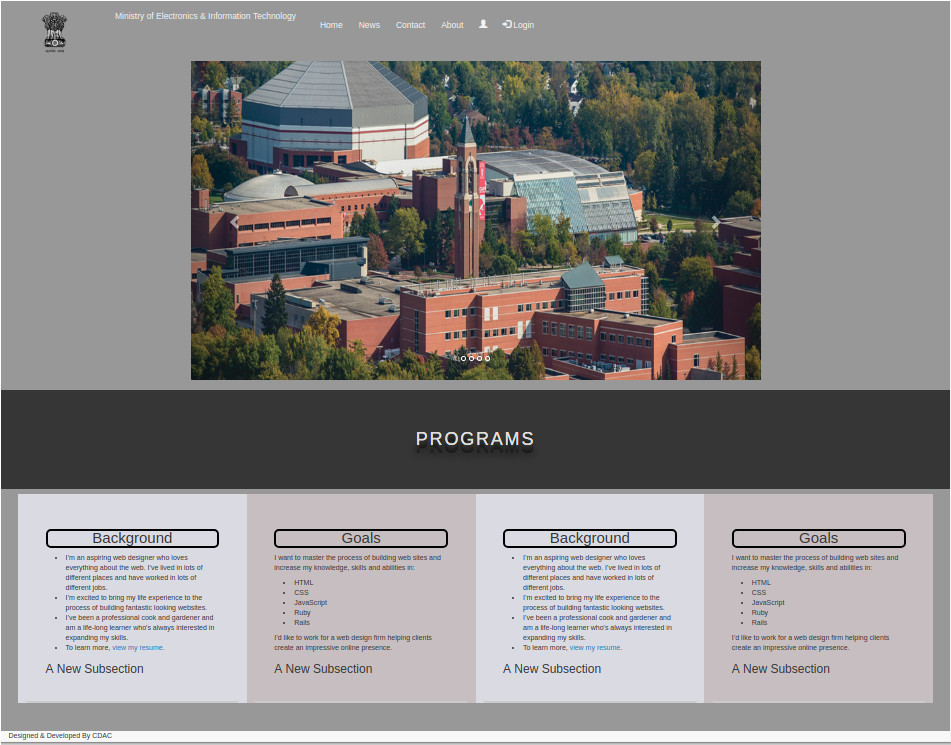 Ministry of Electronics & Information Technology
Home News Contact About Login
PROGRAMS
Background
I'm an aspiring web designer who loves
everything about the web. I've lived in lots of
different places and have worked in lots of
different jobs.
I'm excited to bring my life experience to the
process of building fantastic looking websites.
I've been a professional cook and gardener and
am a life-long learner who's always interested in
expanding my skills.
To learn more, view my resume.
A New Subsection
Goals
I want to master the process of building web sites and
increase my knowledge, skills and abilities in:
HTML
CSS
JavaScript
Ruby
Rails
I'd like to work for a web design firm helping clients
create an impressive online presence.
A New Subsection
Background
I'm an aspiring web designer who loves
everything about the web. I've lived in lots of
different places and have worked in lots of
different jobs.
I'm excited to bring my life experience to the
process of building fantastic looking websites.
I've been a professional cook and gardener and
am a life-long learner who's always interested in
expanding my skills.
To learn more, view my resume.
A New Subsection
Goals
I want to master the process of building web sites and
increase my knowledge, skills and abilities in:
HTML
CSS
JavaScript
Ruby
Rails
I'd like to work for a web design firm helping clients
create an impressive online presence.
A New Subsection
Designed & Developed By CDAC